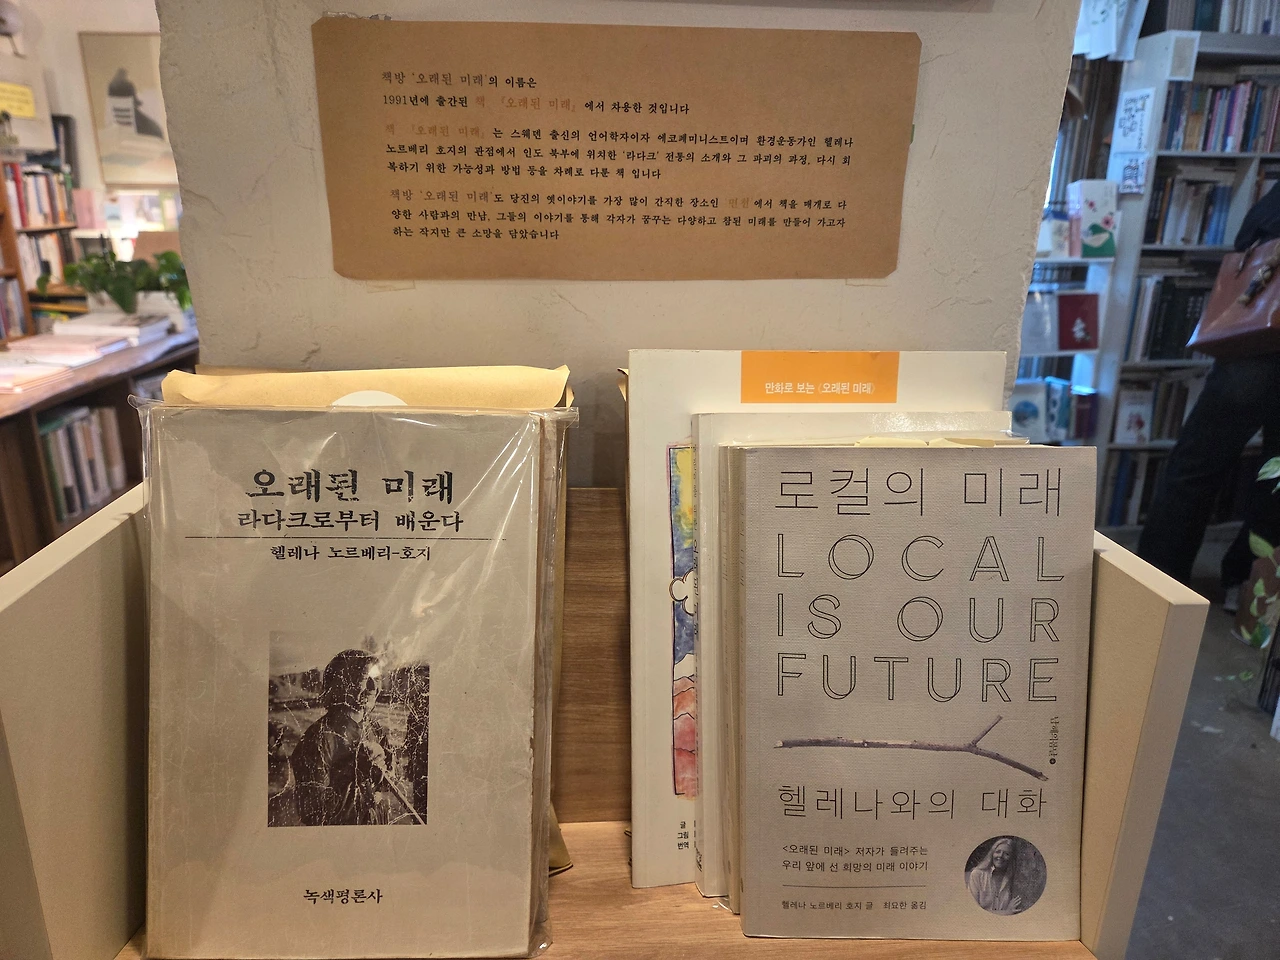 책방 '오래된 미래'의 이름은
1991년에 출간된 책 『오래된 미래』에서 차용한 것입니다
책 『오래된 미래』는 스웨덴 출신의 언어학자이자 에코페미니스트이며 환경운동가인 헬레나
노르베리 호지의 관점에서 인도 북부에 위치한 '라다크' 전통의 소개와 그 파괴의 과정, 다시 회
복하기 위한 가능성과 방법 등을 차례로 다룬 책 입니다
책방 '오래된 미래'도 당진의 옛이야기를 가장 많이 간직한 장소인 면천에서 책을 매개로 다
양한 사람과의 만남, 그들의 이야기를 통해 각자가 꿈꾸는 다양하고 참된 미래를 만들어 가고자
하는 작지만 큰 소망을 담았습니다
오래된 미래
라다크로부터 배운다
헬레나 노르베리-호지
녹색평론사
만화로 보는 〈오래된 미래〉
글
그림
번역
로컬의 미래
LOCAL
IS OUR
FUTURE
남해의봄날
헬레나와의 대화
<오래된 미래> 저자가 들려주는
우리 앞에 선 희망의 미래 이야기
헬레나 노르베리 호지 글 최요한 옮김